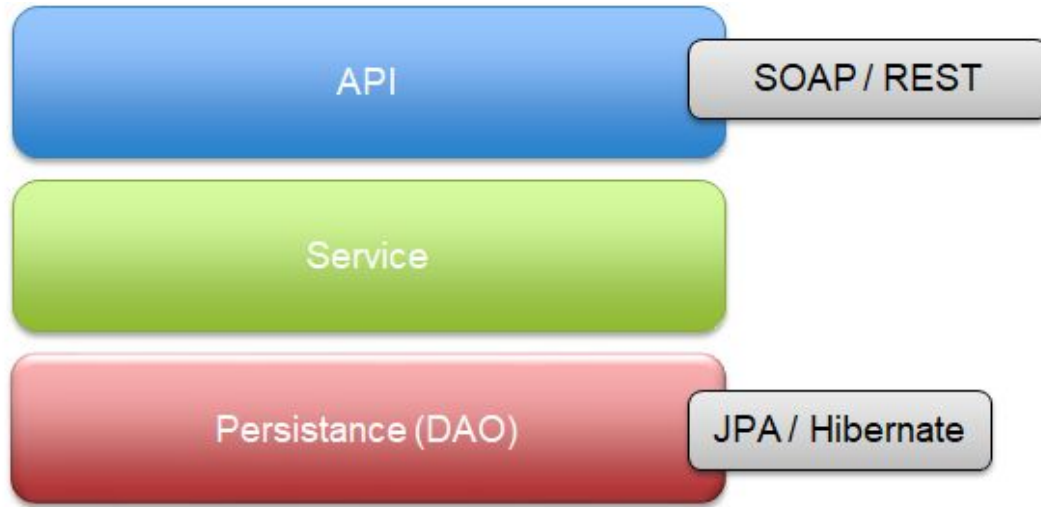 API
SOAP / REST
Service
Persistance (DAO)
JPA / Hibernate